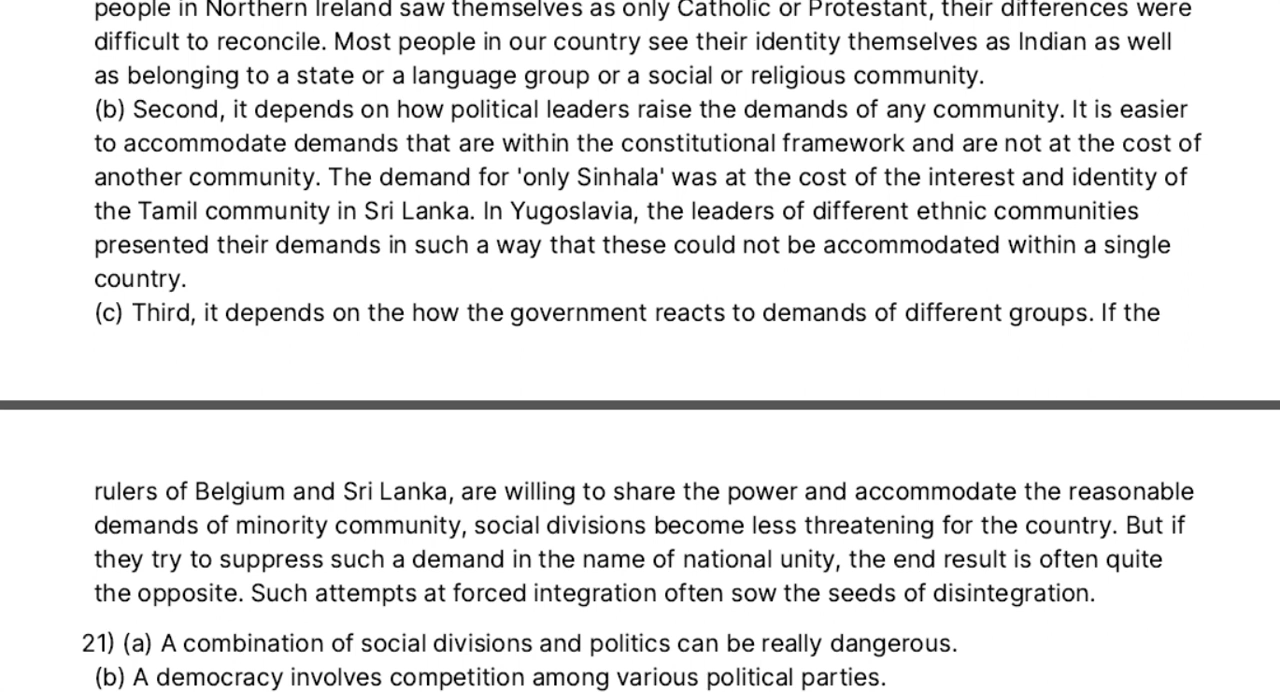 people in Northern Ireland saw themselves as only Catholic or Protestant, their differences were
difficult to reconcile. Most people in our country see their identity themselves as Indian as well
as belonging to a state or a language group or a social or religious community.
(b) Second, it depends on how political leaders raise the demands of any community. It is easier
to accommodate demands that are within the constitutional framework and are not at the cost of
another community. The demand for 'only Sinhala' was at the cost of the interest and identity of
the Tamil community in Sri Lanka. In Yugoslavia, the leaders of different ethnic communities
presented their demands in such a way that these could not be accommodated within a single
country.
(c) Third, it depends on the how the government reacts to demands of different groups. If the
rulers of Belgium and Sri Lanka, are willing to share the power and accommodate the reasonable
demands of minority community, social divisions become less threatening for the country. But if
they try to suppress such a demand in the name of national unity, the end result is often quite
the opposite. Such attempts at forced integration often sow the seeds of disintegration.
21) (a) A combination of social divisions and politics can be really dangerous.
(b) A democracy involves competition among various political parties.